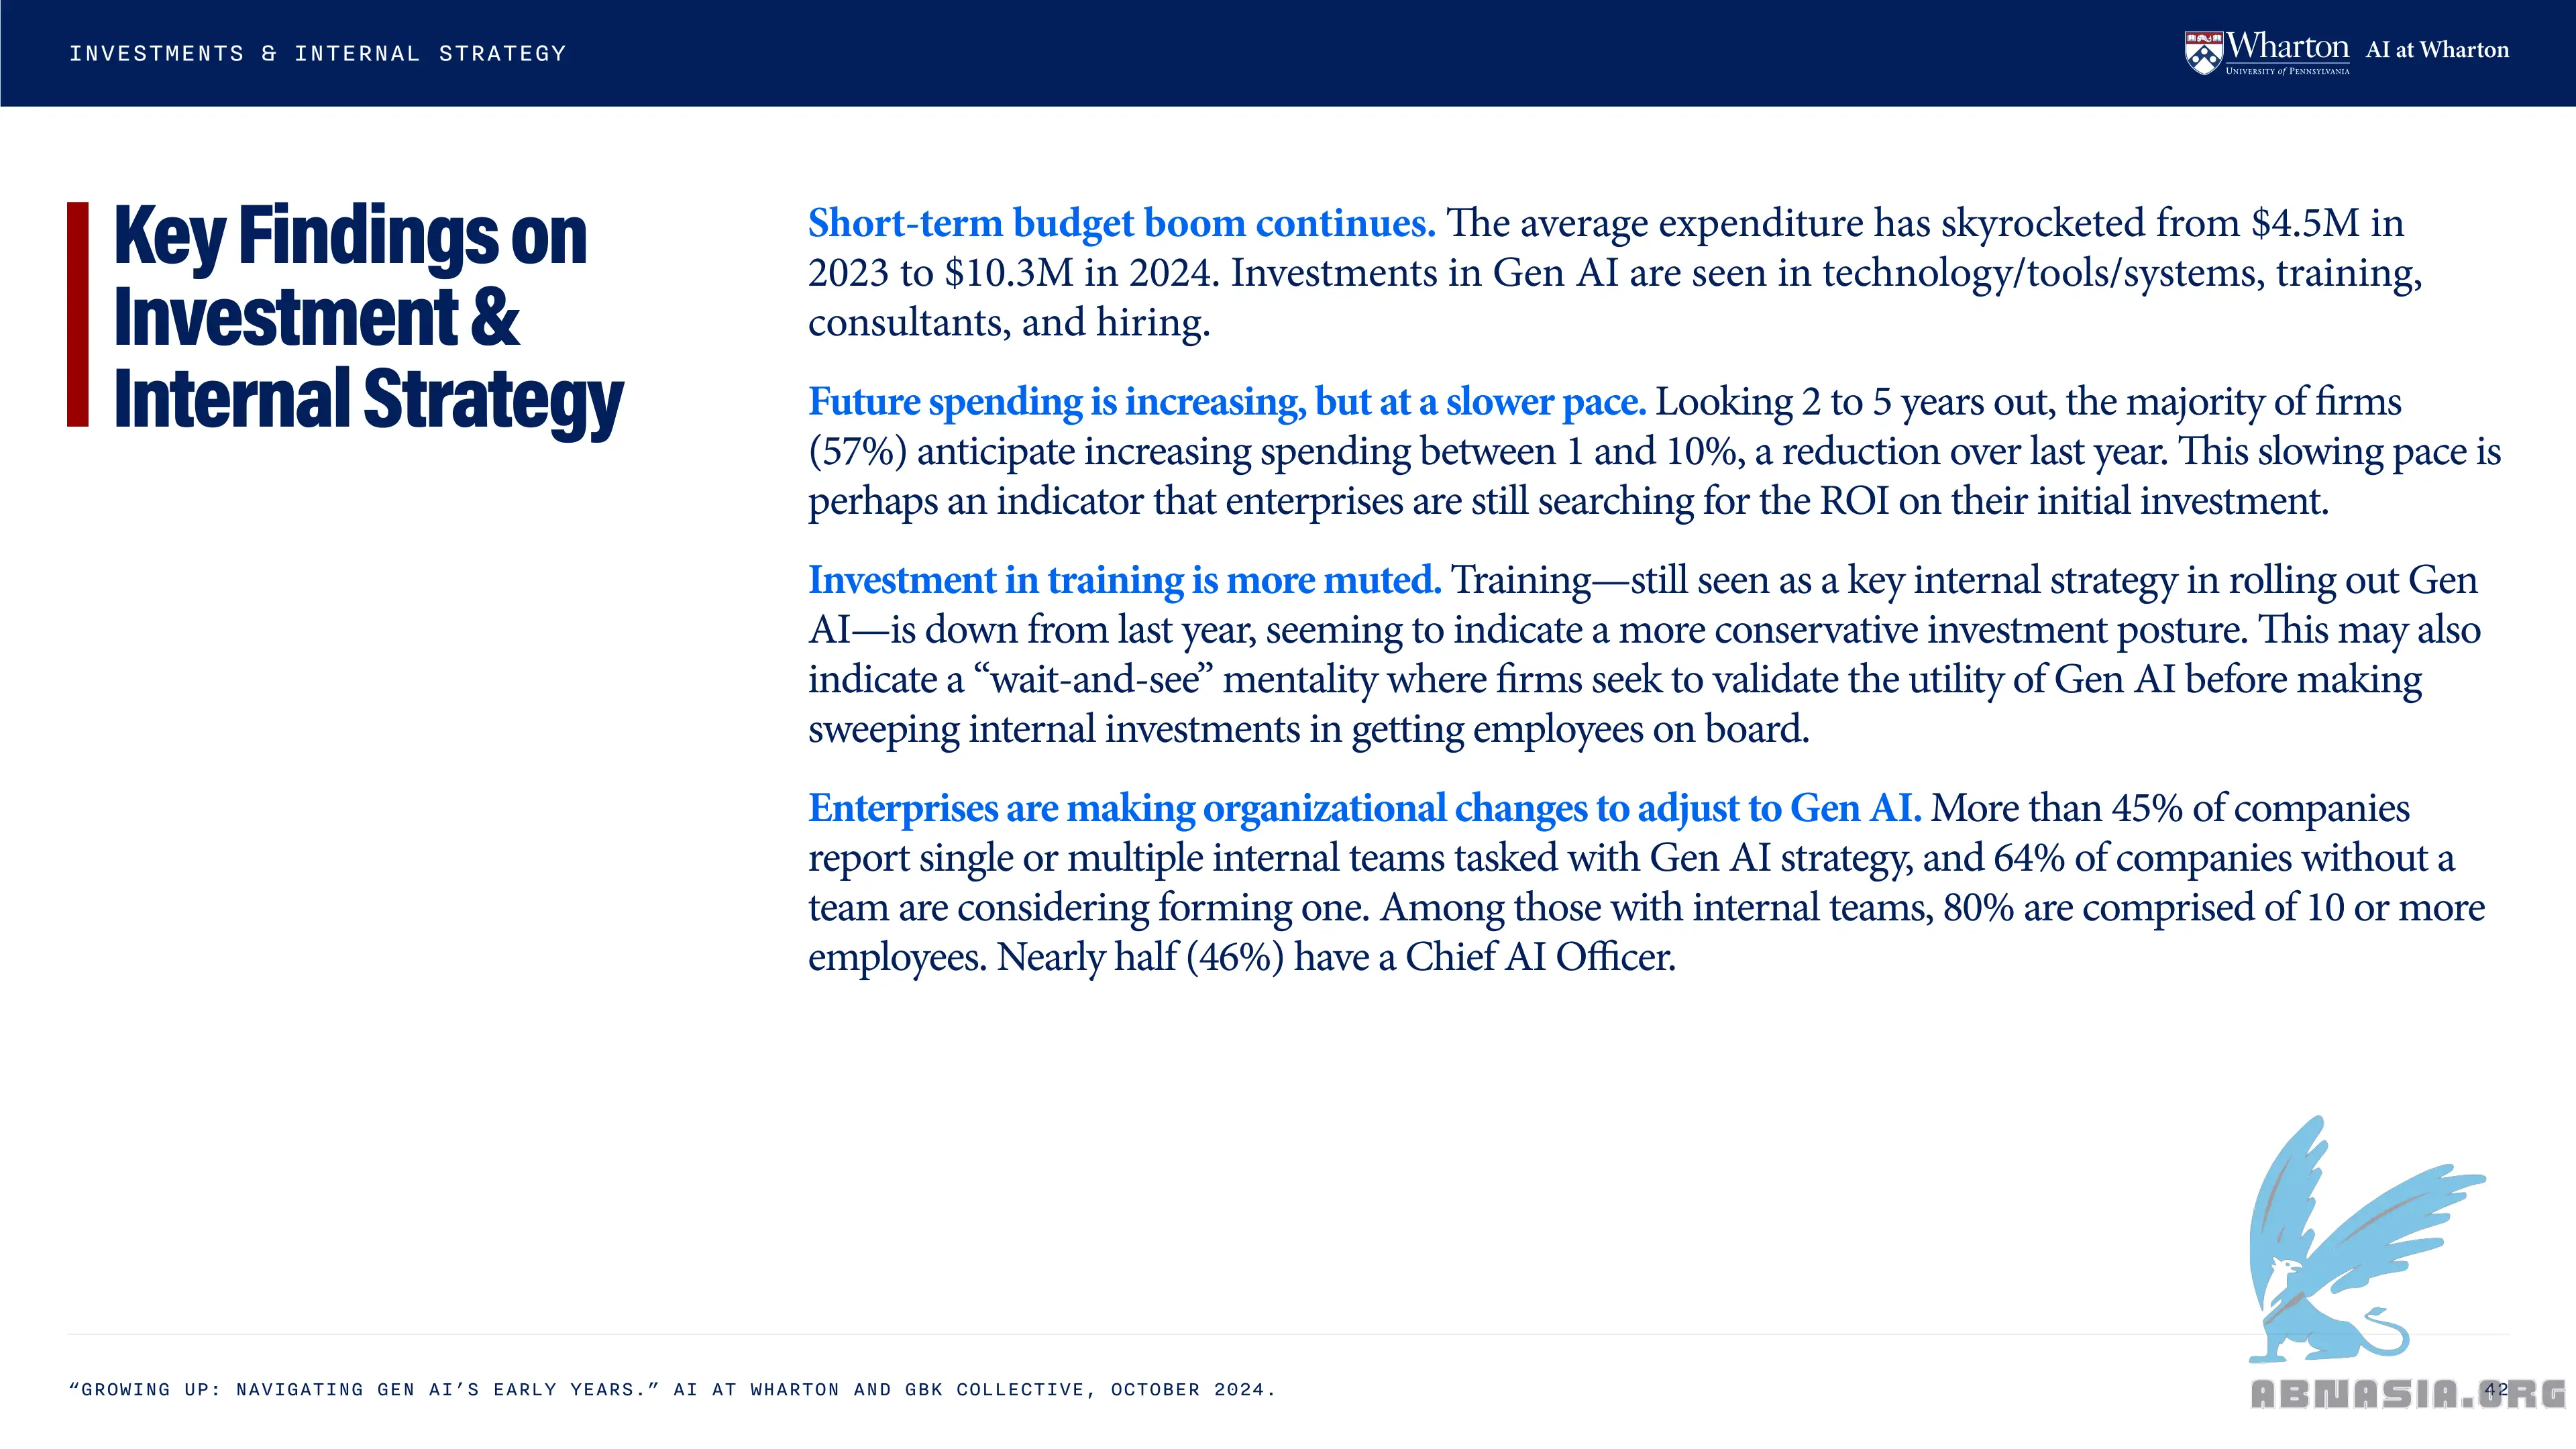 INVESTMENTS & INTERNAL STRATEGY
Wharton
UNIVERSITY of PENNSYLVANIA
AI at Wharton
Key Findings on
Investment &
Internal Strategy
Short-term budget boom continues. The average expenditure has skyrocketed from $4.5M in
2023 to $10.3M in 2024. Investments in Gen AI are seen in technology/tools/systems, training,
consultants, and hiring.
Future spending is increasing, but at a slower pace. Looking 2 to 5 years out, the majority of firms
(57%) anticipate increasing spending between 1 and 10%, a reduction over last year. This slowing pace is
perhaps an indicator that enterprises are still searching for the ROI on their initial investment.
Investment in training is more muted. Training—still seen as a key internal strategy in rolling out Gen
AI—is down from last year, seeming to indicate a more conservative investment posture. This may also
indicate a “wait-and-see” mentality where firms seek to validate the utility of Gen AI before making
sweeping internal investments in getting employees on board.
Enterprises are making organizational changes to adjust to Gen AI. More than 45% of companies
report single or multiple internal teams tasked with Gen AI strategy, and 64% of companies without a
team are considering forming one. Among those with internal teams, 80% are comprised of 10 or more
employees. Nearly half (46%) have a Chief AI Officer.
“GROWING UP: NAVIGATING GEN AI’S EARLY YEARS.” AI AT WHARTON AND GBK COLLECTIVE, OCTOBER 2024.
42
ABNASIA.ORG